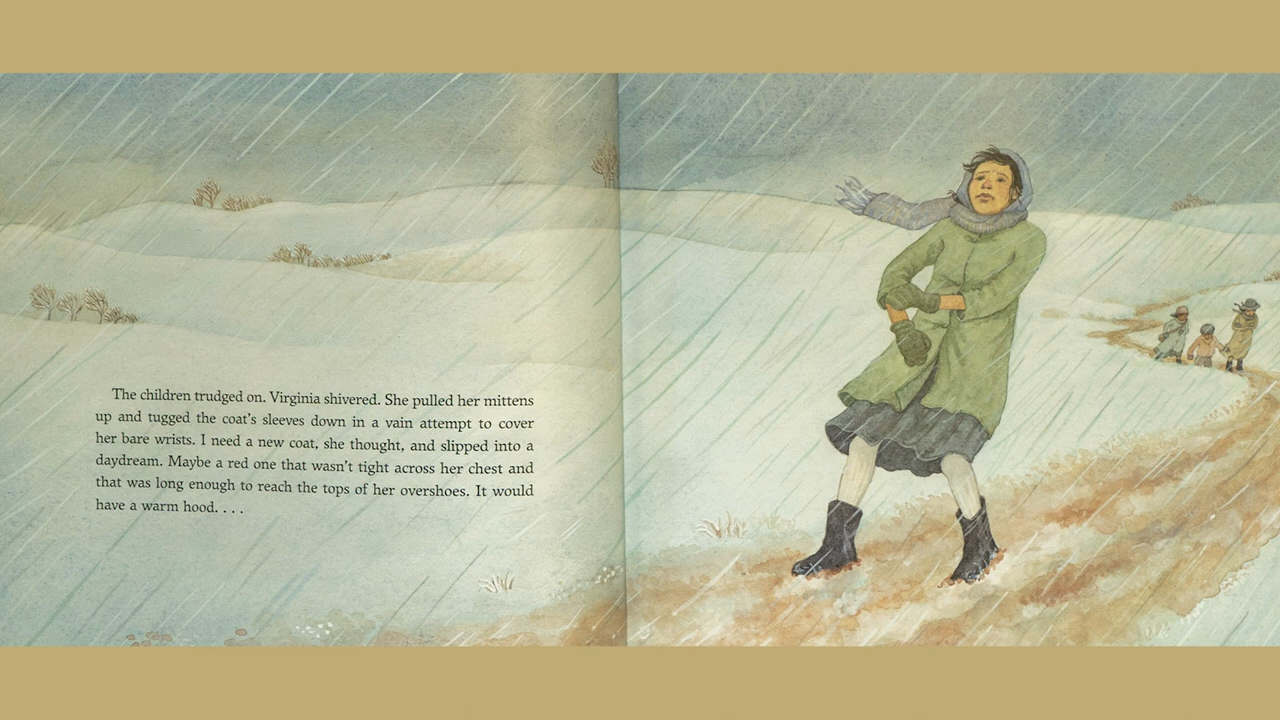 The children trudged on. Virginia shivered. She pulled her mittens
up and tugged the coat’s sleeves down in a vain attempt to cover
her bare wrists. I need a new coat, she thought, and slipped into a
daydream. Maybe a red one that wasn’t tight across her chest and
that was long enough to reach the tops of her overshoes. It would
have a warm hood. . . .